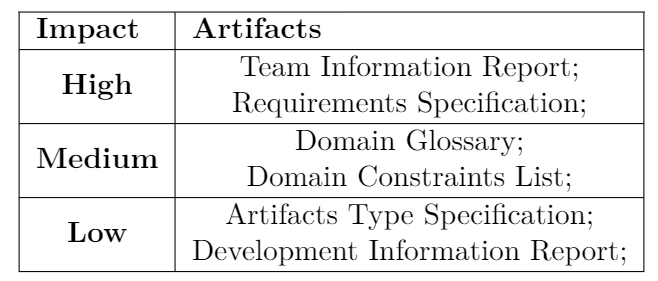 Impact Artifacts
High
Team Information Report;
Requirements Specification;
Medium
Domain Glossary;
Domain Constraints List;
Low
Artifacts Type Specification;
Development Information Report;